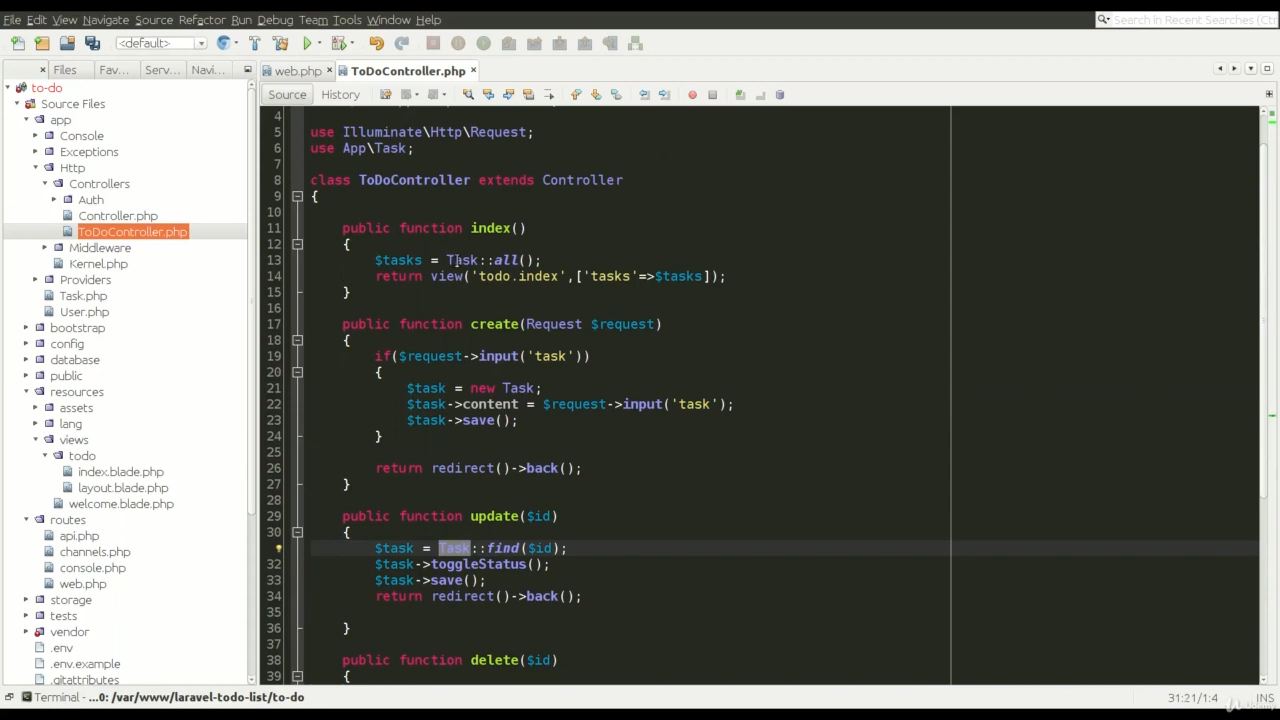 File Edit View Navigate Source Refactor Run Debug Team Tools Window Help
Search in Recent Searches (Ctr
<default>
Files Fav... Serv... Navi...
web.php ToDoController.php
Source History
to-do
Source Files
app
Console
Exceptions
Http
Controllers
Auth
Controller.php
ToDoController.php
Middleware
Kernel.php
Providers
Task.php
User.php
bootstrap
config
database
public
resources
assets
lang
views
todo
index.blade.php
layout.blade.php
welcome.blade.php
routes
api.php
channels.php
console.php
web.php
storage
tests
vendor
.env
.env.example
.gitattributes
4
5 use Illuminate\Http\Request;
6 use App\Task;
7
8 class ToDoController extends Controller
9 {
10
11 public function index()
12 {
13 $tasks = Task::all();
14 return view('todo.index',['tasks'=>$tasks]);
15 }
16
17 public function create(Request $request)
18 {
19 if($request->input('task'))
20 {
21 $task = new Task;
22 $task->content = $request->input('task');
23 $task->save();
24 }
25
26 return redirect()->back();
27 }
28
29 public function update($id)
30 {
$task = Task::find($id);
32 $task->toggleStatus();
33 $task->save();
34 return redirect()->back();
35
36 }
37
38 public function delete($id)
39 {
Terminal - ...0: /var/www/laravel-todo-list/to-do
31:21/1:4 INS
Udemy